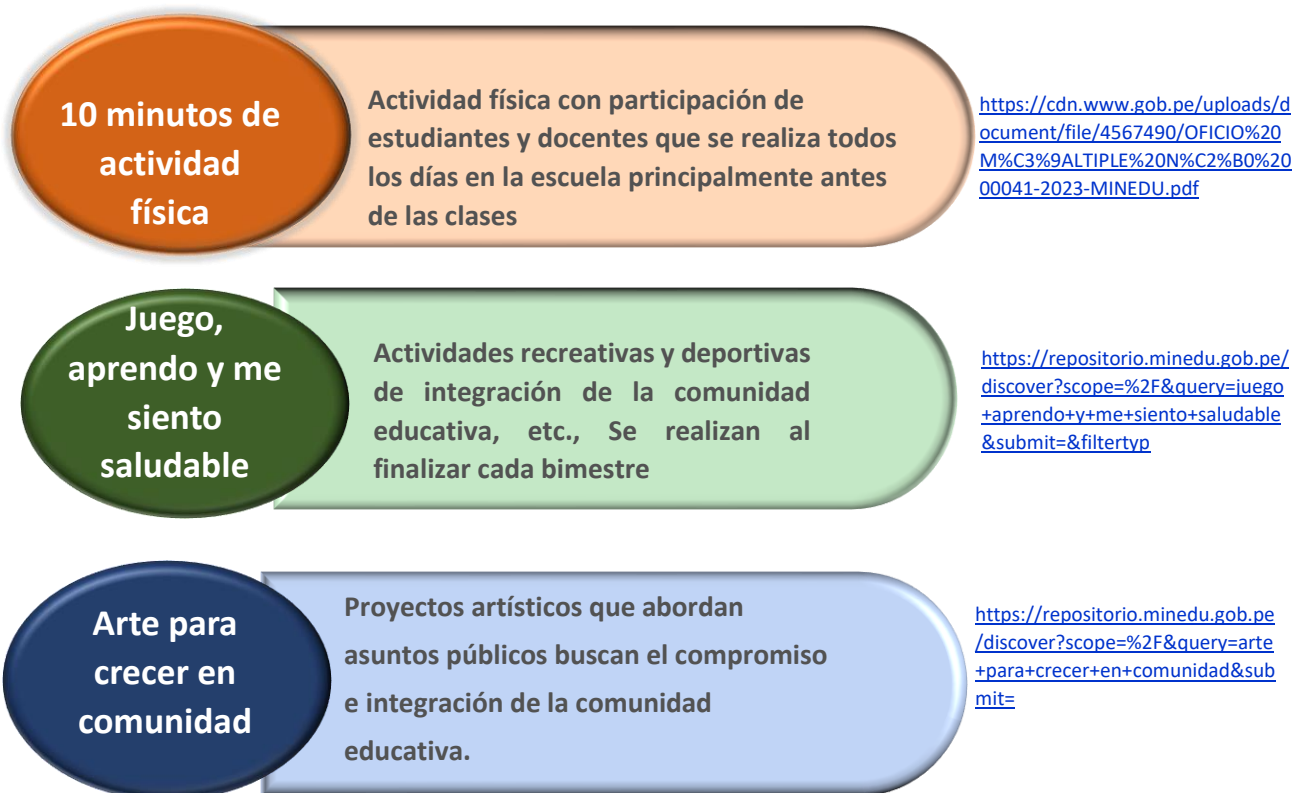 10 minutos de
actividad
física
Actividad física con participación de
estudiantes y docentes que se realiza todos
los días en la escuela principalmente antes
de las clases
https://cdn.www.gob.pe/uploads/d
ocument/file/4567490/OFICIO%20
M%C3%9ALTIPLE%20N%C2%B0%20
00041-2023-MINEDU.pdf
Juego,
aprendo y me
siento
saludable
Actividades recreativas y deportivas
de integración de la comunidad
educativa, etc., Se realizan al
finalizar cada bimestre
https://repositorio.minedu.gob.pe/
discover?scope=%2F&query=juego
+aprendo+y+me+siento+saludable
&submit=&filtertyp
Arte para
crecer en
comunidad
Proyectos artísticos que abordan
asuntos públicos buscan el compromiso
e integración de la comunidad
educativa.
https://repositorio.minedu.gob.pe
/discover?scope=%2F&query=arte
+para+crecer+en+comunidad&sub
mit=